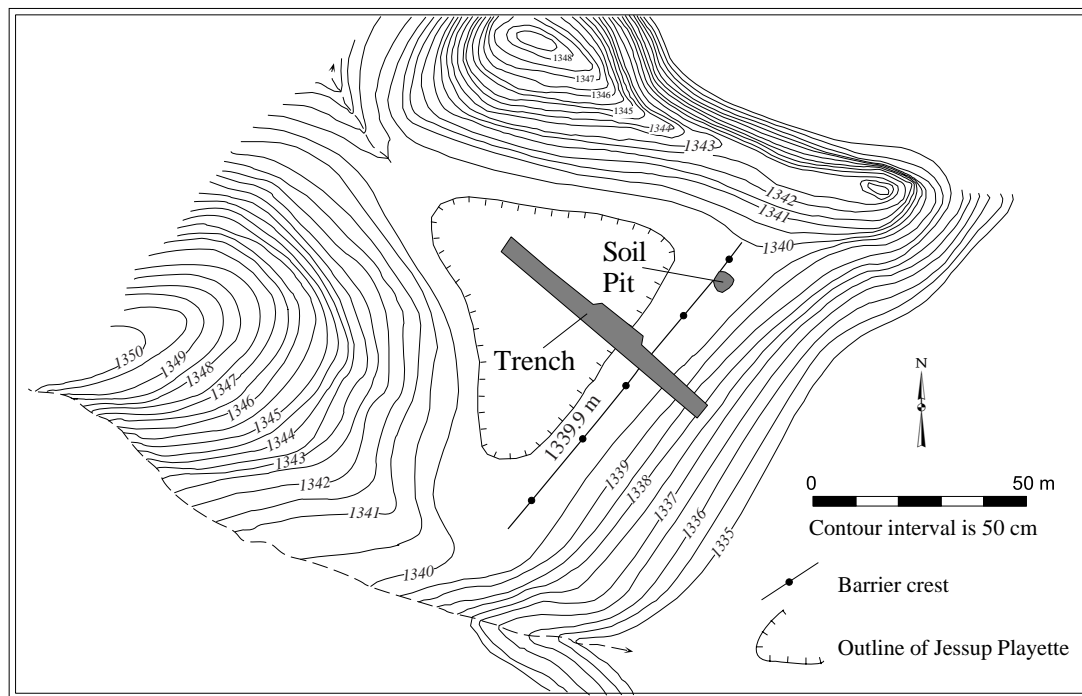 1348
1347
1346
1345
1344
1343
1342
1341
1340
Soil
Pit
Trench
1339.9 m
1350
1349
1348
1347
1346
1345
1344
1343
1342
1341
1340
1339
1338
1337
1336
1335
N
0 50 m
Contour interval is 50 cm
Barrier crest
Outline of Jessup Playette